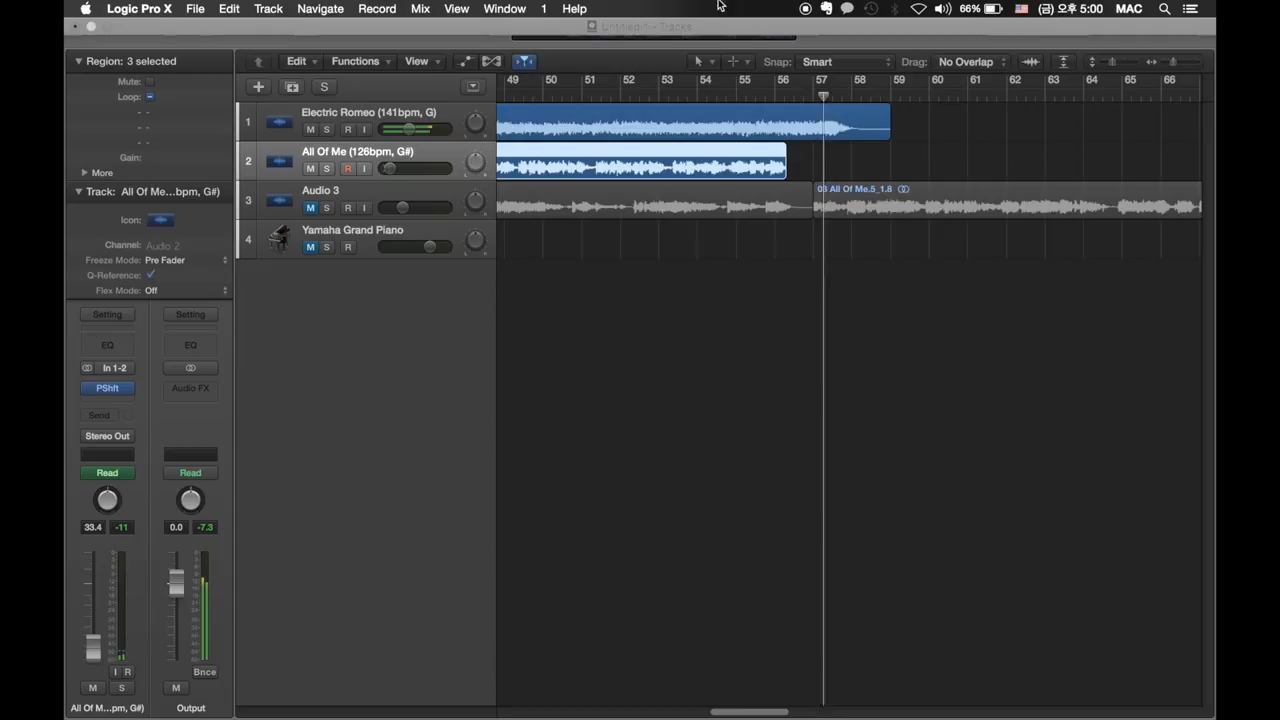 Logic Pro X File Edit Track Navigate Record Mix View Window 1 Help 66% (금) 오후 5:00 MAC
Untitled 1 - Tracks
Region: 3 selected Edit Functions View Snap: Smart Drag: No Overlap
Mute: 49 50 51 52 53 54 55 56 57 58 59 60 61 62 63 64 65 66
S
Loop:
- -
- -
Gain:
More
1 Electric Romeo (141bpm, G)
M S R I
2 All Of Me (126bpm, G#)
M S R I
Track: All Of Me...bpm, G#)
3 Audio 3
M S R I
03 All Of Me.5_1.8
Icon:
4 Yamaha Grand Piano
M S R
Channel: Audio 2
Freeze Mode: Pre Fader
Q-Reference: ✓
Flex Mode: Off
Setting Setting
EQ EQ
In 1-2
PShft Audio FX
Send
Stereo Out
Read Read
33.4 -11 0.0 -7.3
I R Bnce
M S M
All Of M...pm, G#) Output